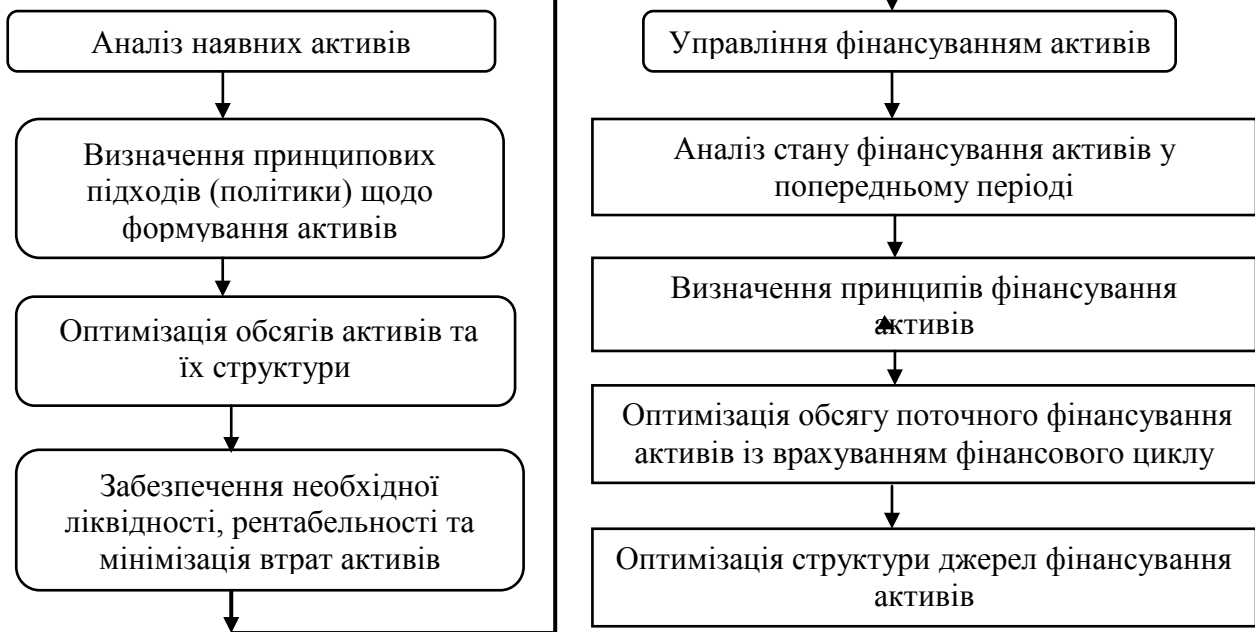 Аналіз наявних активів
Визначення принципових
підходів (політики) щодо
формування активів
Оптимізація обсягів активів та
їх структури
Забезпечення необхідної
ліквідності, рентабельності та
мінімізація втрат активів
Управління фінансуванням активів
Аналіз стану фінансування активів у
попередньому періоді
Визначення принципів фінансування
активів
Оптимізація обсягу поточного фінансування
активів із врахуванням фінансового циклу
Оптимізація структури джерел фінансування
активів